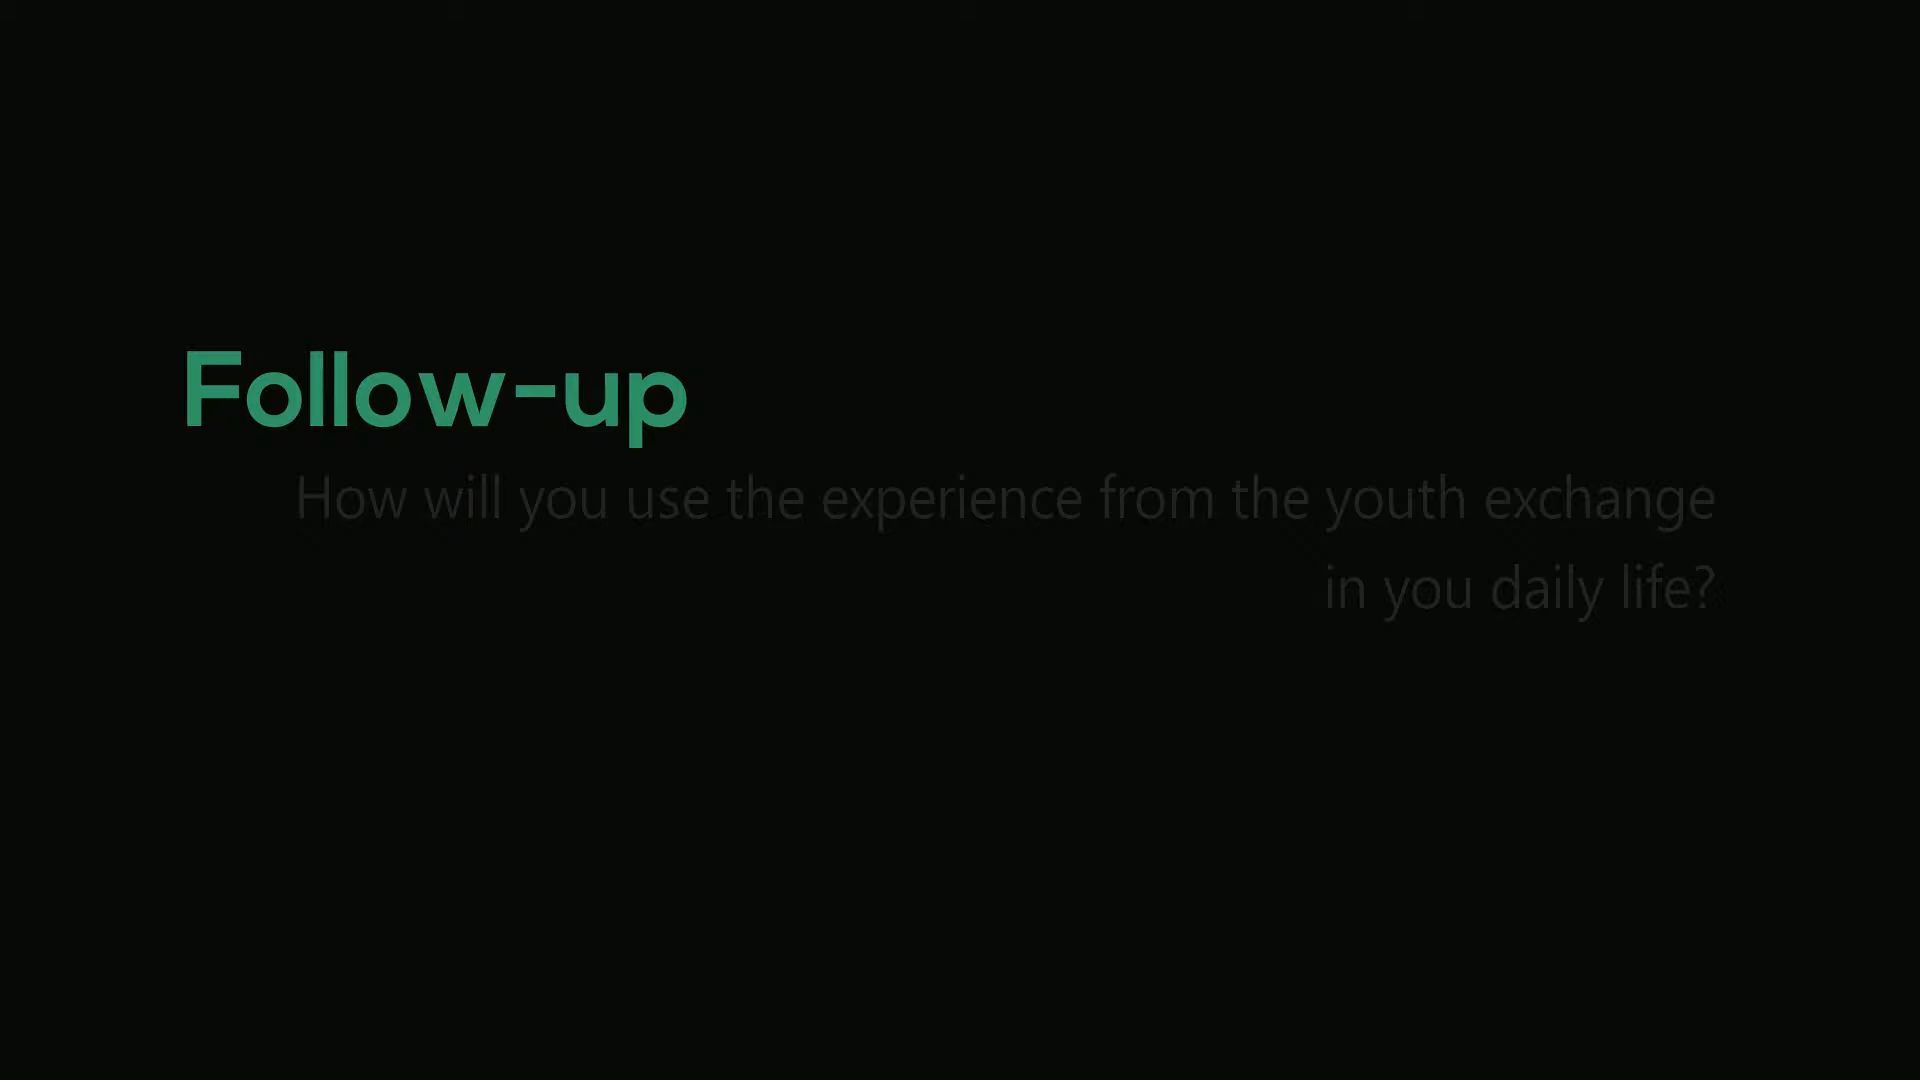 Follow-up
How will you use the experience from the youth exchange
in you daily life?